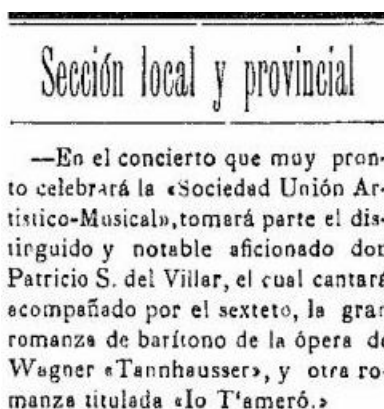 Sección local y provincial
—En el concierto que muy pron-
to celebrará la «Sociedad Unión Ar-
tístico-Musical», tomará parte el dis-
tinguido y notable aficionado don
Patricio S. del Villar, el cual cantará
acompañado por el sexteto, la gran
romanza de barítono de la ópera de
Wagner «Tannhausser», y otra ro-
manza titulada «Io T'ameró.»